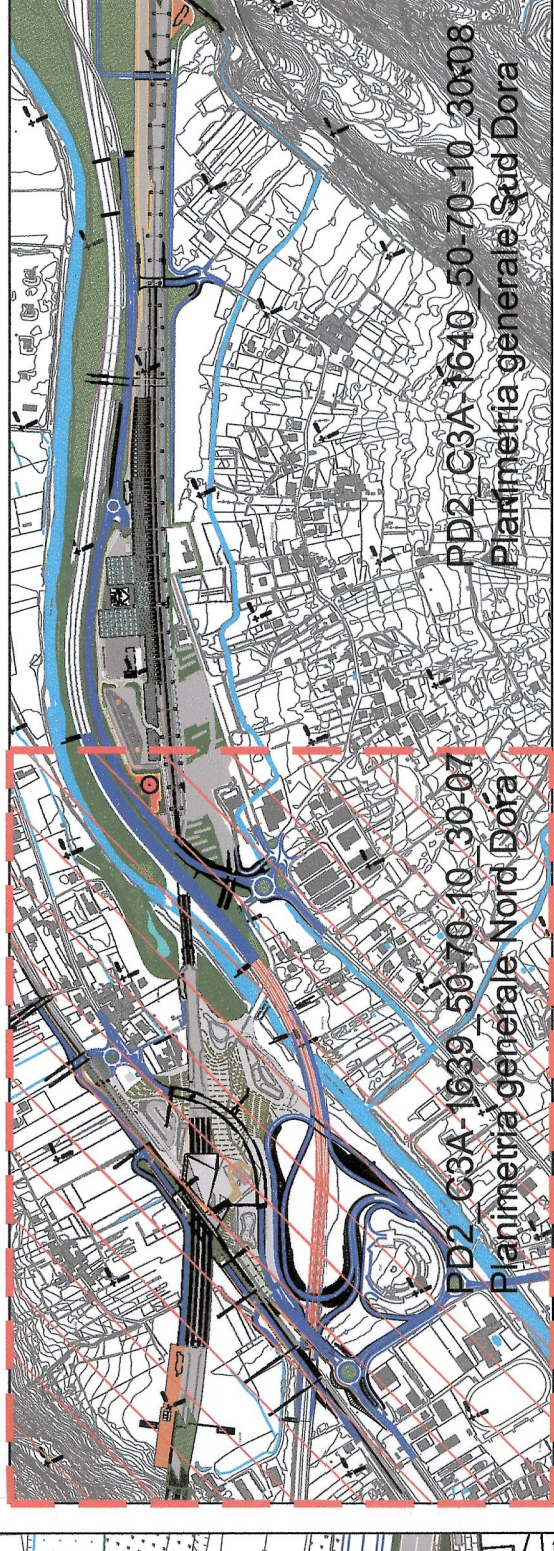 PD2_C3A-1640_50-70-10_30-08
Planimetria generale Sud Dora
PD2_C3A-1639_50-70-10_30-07
Planimetria generale Nord Dora